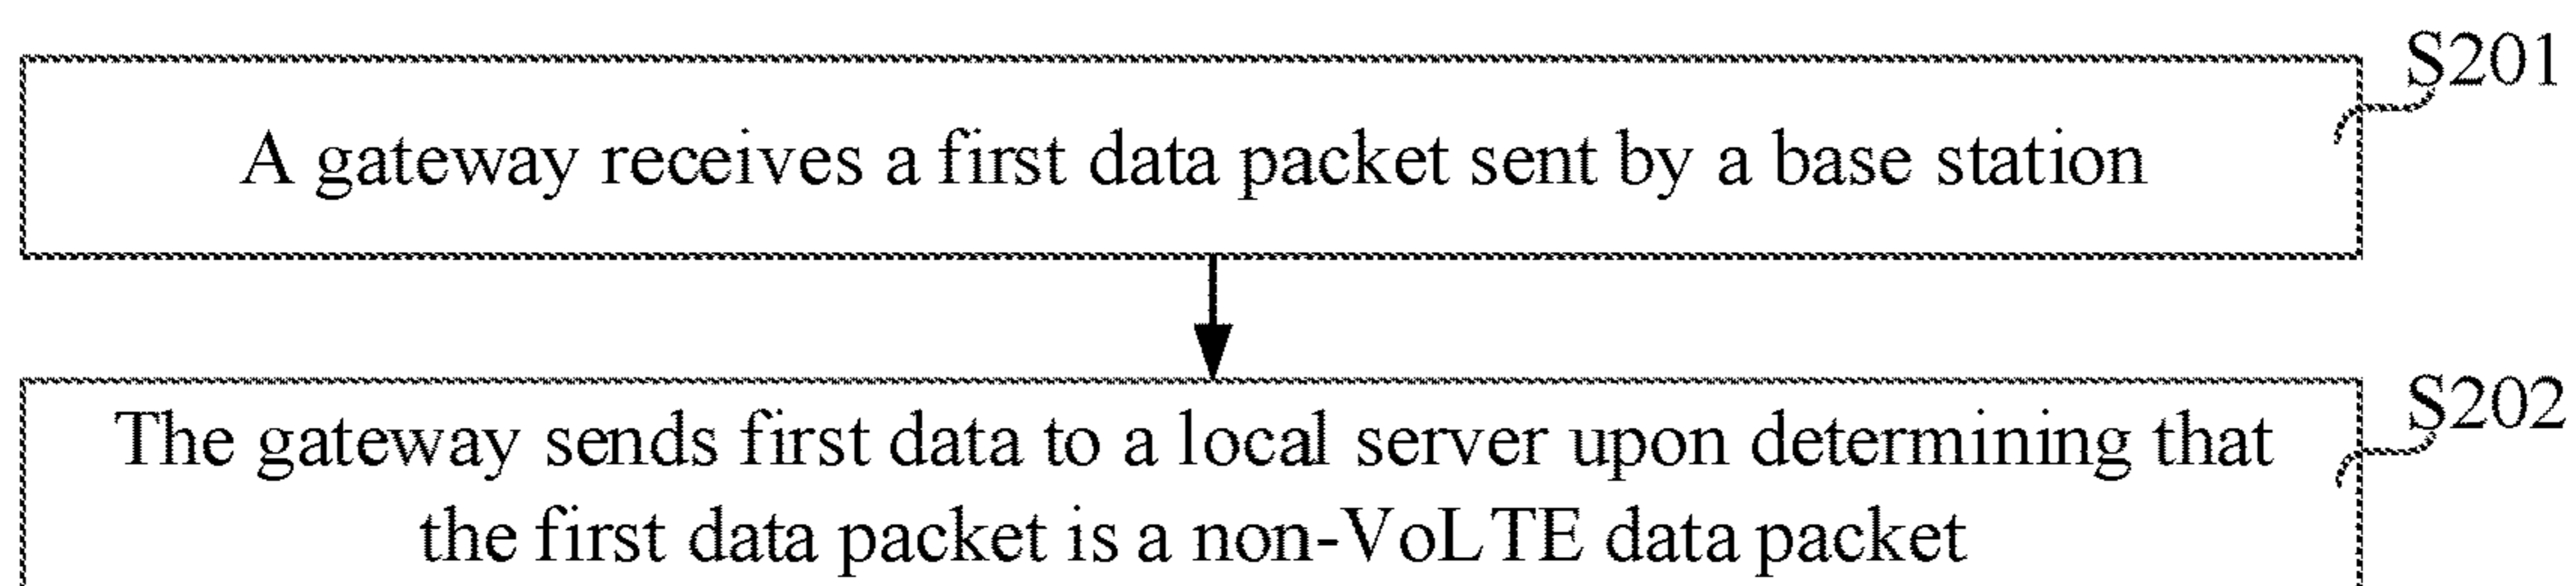 S201
A gateway receives a first data packet sent by a base station
S202
The gateway sends first data to a local server upon determining that
the first data packet is a non-VoLTE data packet